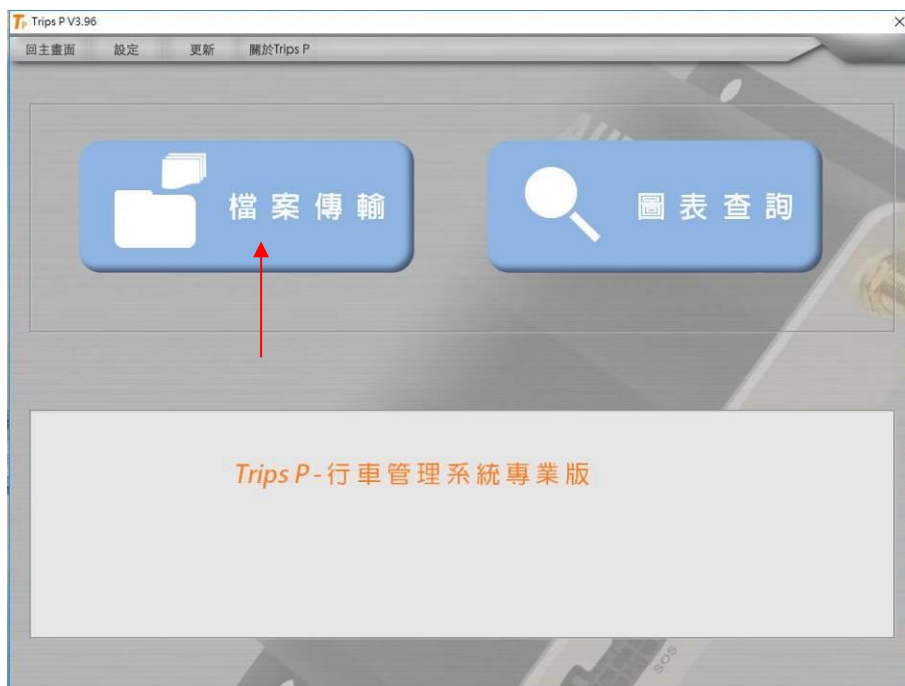 Trips P V3.96
回主畫面 設定 更新 關於Trips P
檔案傳輸 圖表查詢
Trips P-行車管理系統專業版
SOS